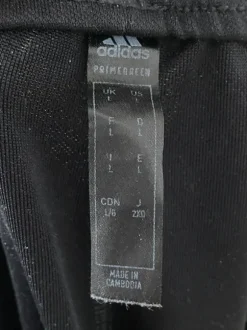 adidas
PRIMEGREEN
UK US
L L
F D
L L
I E
L L
CDN J
L/G 2XO
MADE IN
CAMBODIA